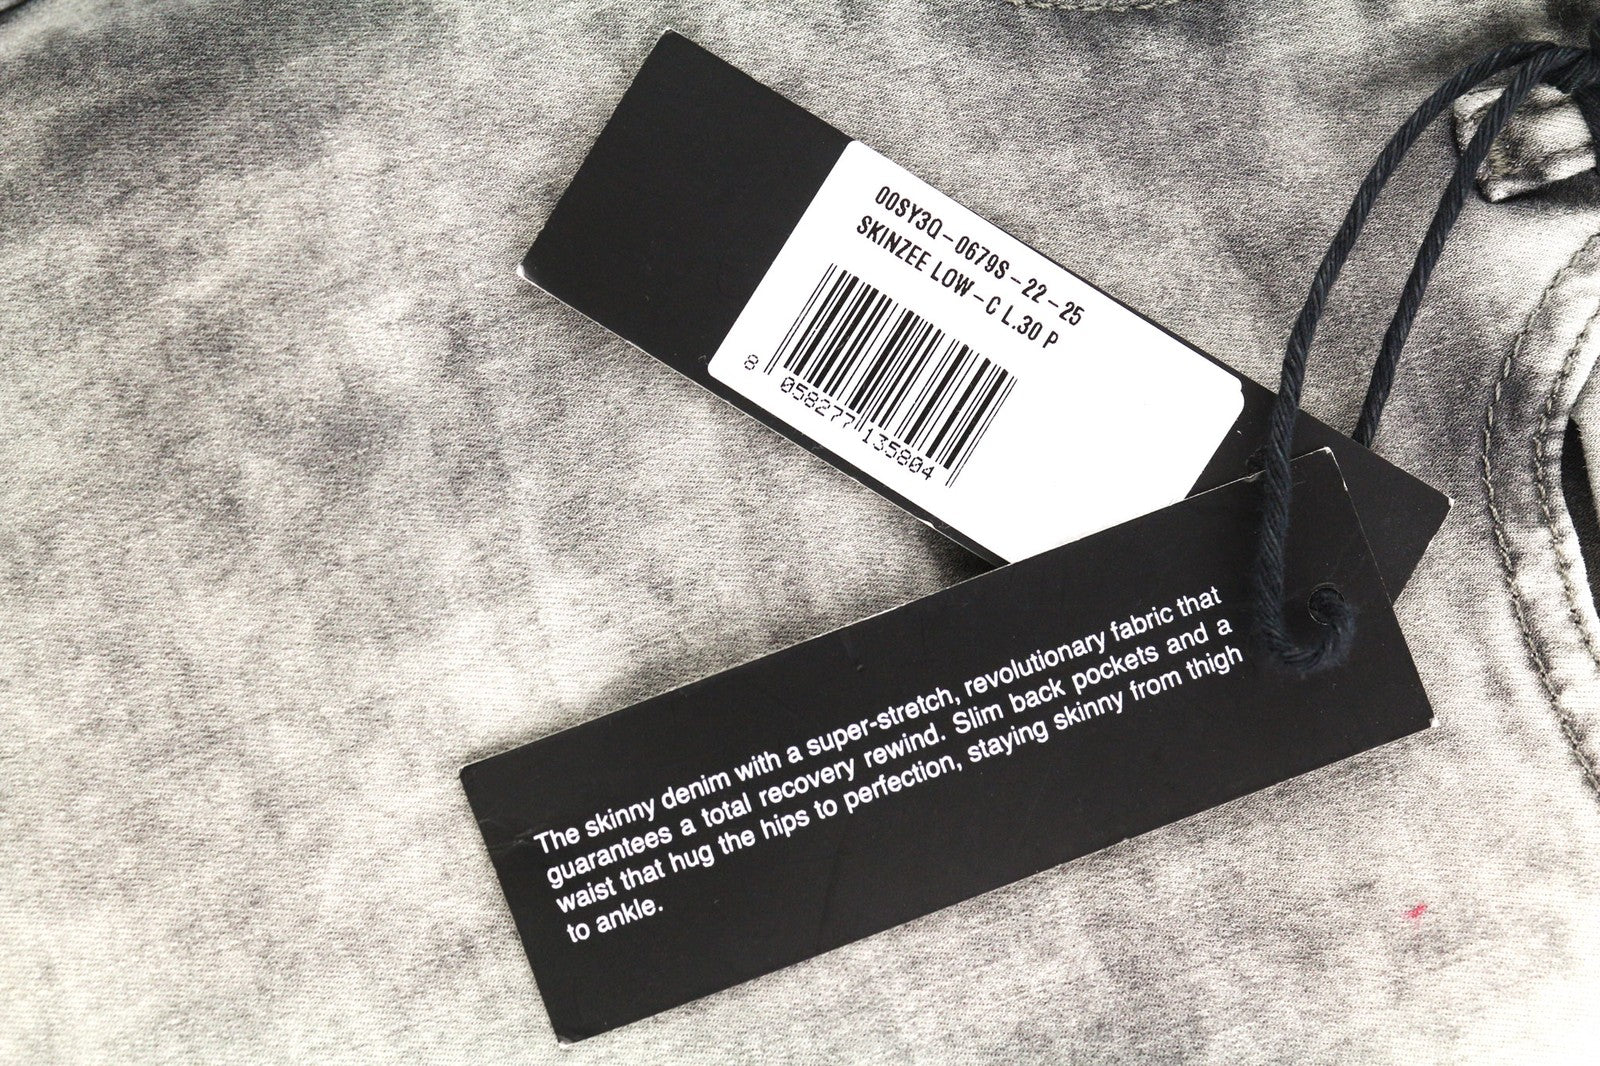 00SY3Q-0679S-22-25
SKINZEE LOW-C L.30 P
8 058277 135804
The skinny denim with a super-stretch, revolutionary fabric that
guarantees a total recovery rewind. Slim back pockets and a
waist that hug the hips to perfection, staying skinny from thigh
to ankle.